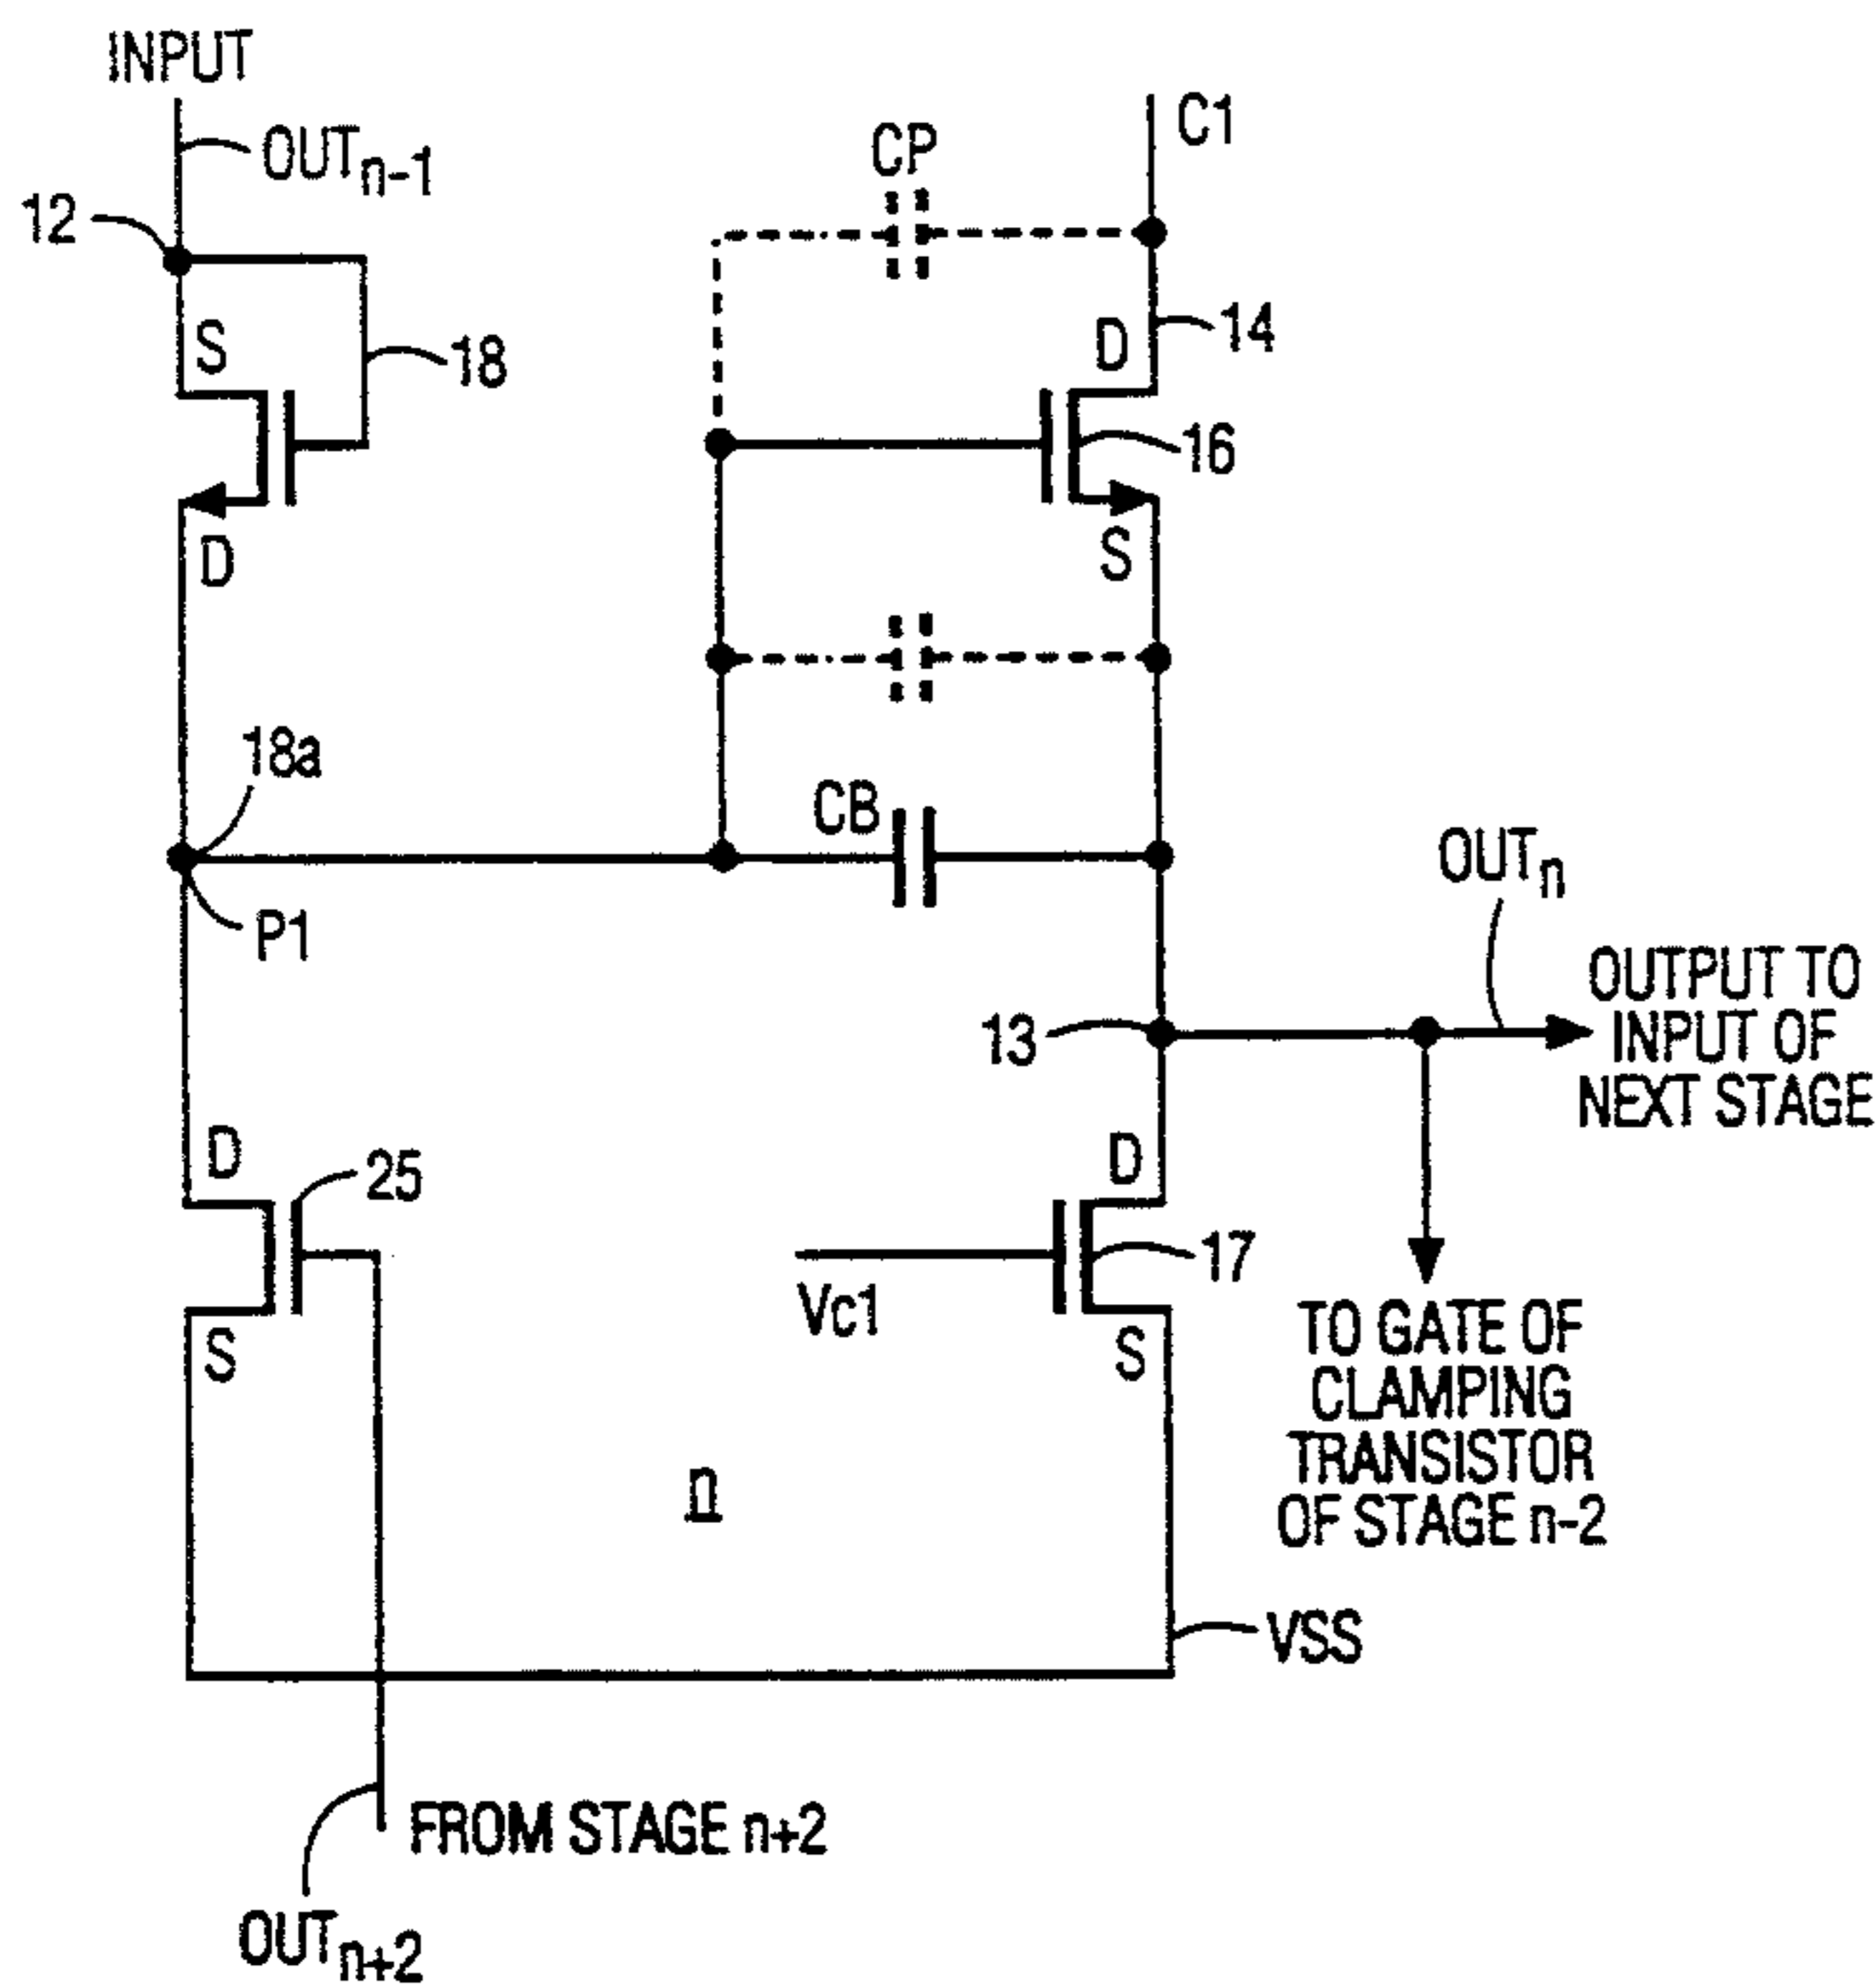 INPUT
OUTn-1
12
CP
C1
S
18
D
14
16
D
S
18a
CB
P1
OUTn
OUTPUT TO
INPUT OF
NEXT STAGE
13
D
25
D
17
Vc1
S
S
TO GATE OF
CLAMPING
TRANSISTOR
OF STAGE n-2
n
VSS
FROM STAGE n+2
OUTn+2